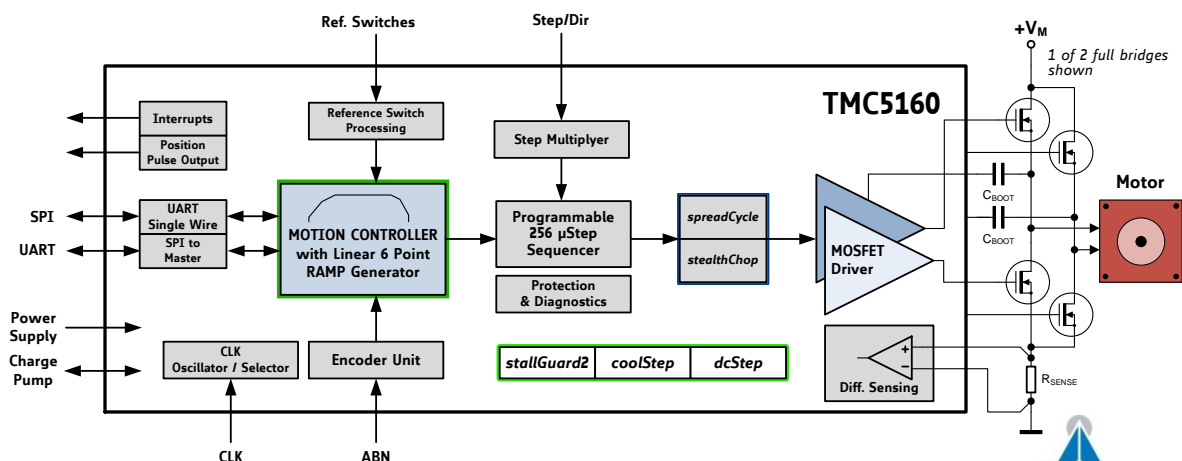 Ref. Switches
Step/Dir
+VM
1 of 2 full bridges
shown
TMC5160
Interrupts
Position
Pulse Output
Reference Switch
Processing
Step Multiplyer
SPI
UART
UART
Single Wire
SPI to
Master
MOTION CONTROLLER
with Linear 6 Point
RAMP Generator
Programmable
256 µStep
Sequencer
Protection
& Diagnostics
spreadCycle
stealthChop
MOSFET
Driver
CBOOT
CBOOT
Motor
Power
Supply
Charge
Pump
CLK
Oscillator / Selector
Encoder Unit
stallGuard2
coolStep
dcStep
+
−
Diff. Sensing
RSENSE
CLK
ABN